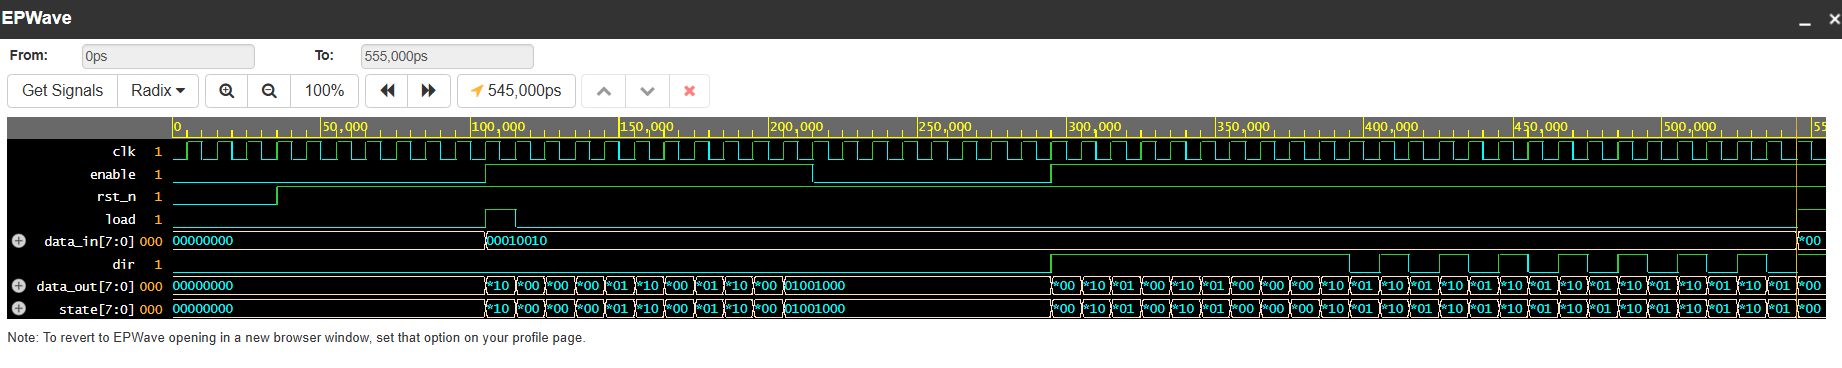 EPWave
From: 0ps To: 555,000ps
Get Signals Radix 100% 545,000ps
0 50,000 100,000 150,000 200,000 250,000 300,000 350,000 400,000 450,000 500,000 55
clk 1
enable 1
rst_n 1
load 1
data_in[7:0] 000 00000000 00010010 *00
dir 1
data_out[7:0] 000 00000000 *10 *00 *00 *00 *01 *10 *00 *01 *10 *00 01001000 *00 *10 *01 *00 *10 *01 *00 *00 *00 *10 *01 *10 *01 *10 *01 *10 *01 *10 *01 *10 *01 *10 *01 *10 *01 *00
state[7:0] 000 00000000 *10 *00 *00 *00 *01 *10 *00 *01 *10 *00 01001000 *00 *10 *01 *00 *10 *01 *00 *00 *00 *10 *01 *10 *01 *10 *01 *10 *01 *10 *01 *10 *01 *10 *01 *10 *01 *00
Note: To revert to EPWave opening in a new browser window, set that option on your profile page.